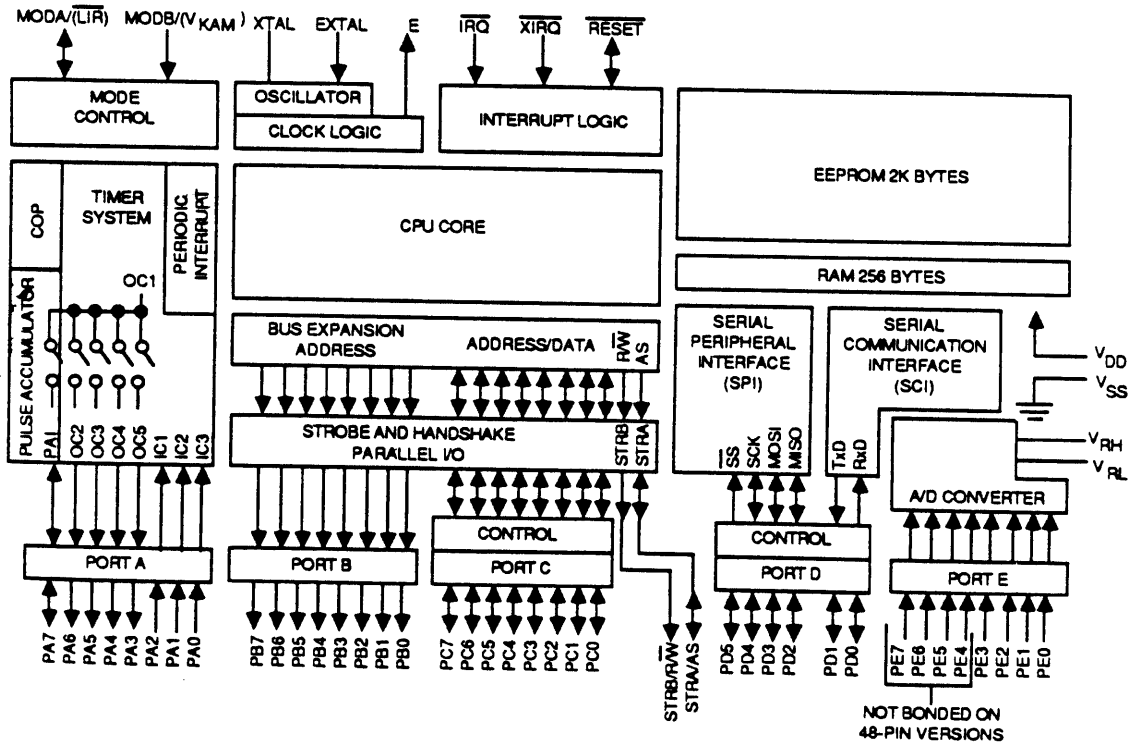 MODA/(LIR) MODB/(VKAM) XTAL EXTAL E IRQ XIRQ RESET
MODE
CONTROL
OSCILLATOR
CLOCK LOGIC
INTERRUPT LOGIC
EEPROM 2K BYTES
COP
TIMER
SYSTEM
PERIODIC
INTERRUPT
CPU CORE
RAM 256 BYTES
OC1
PULSE ACCUMULATOR
PAI
OC2
OC3
OC4
OC5
IC1
IC2
IC3
BUS EXPANSION
ADDRESS
ADDRESS/DATA
R/W
AS
STROBE AND HANDSHAKE
PARALLEL I/O
STRB
STRA
SERIAL
PERIPHERAL
INTERFACE
(SPI)
SS
SCK
MOSI
MISO
SERIAL
COMMUNICATION
INTERFACE
(SCI)
TxD
RxD
VDD
VSS
VRH
VRL
A/D CONVERTER
PORT A
PORT B
CONTROL
PORT C
CONTROL
PORT D
PORT E
PA7
PA6
PA5
PA4
PA3
PA2
PA1
PA0
PB7
PB6
PB5
PB4
PB3
PB2
PB1
PB0
PC7
PC6
PC5
PC4
PC3
PC2
PC1
PC0
STRB/R/W
STRA/AS
PD5
PD4
PD3
PD2
PD1
PD0
PE7
PE6
PE5
PE4
PE3
PE2
PE1
PE0
NOT BONDED ON
48-PIN VERSIONS